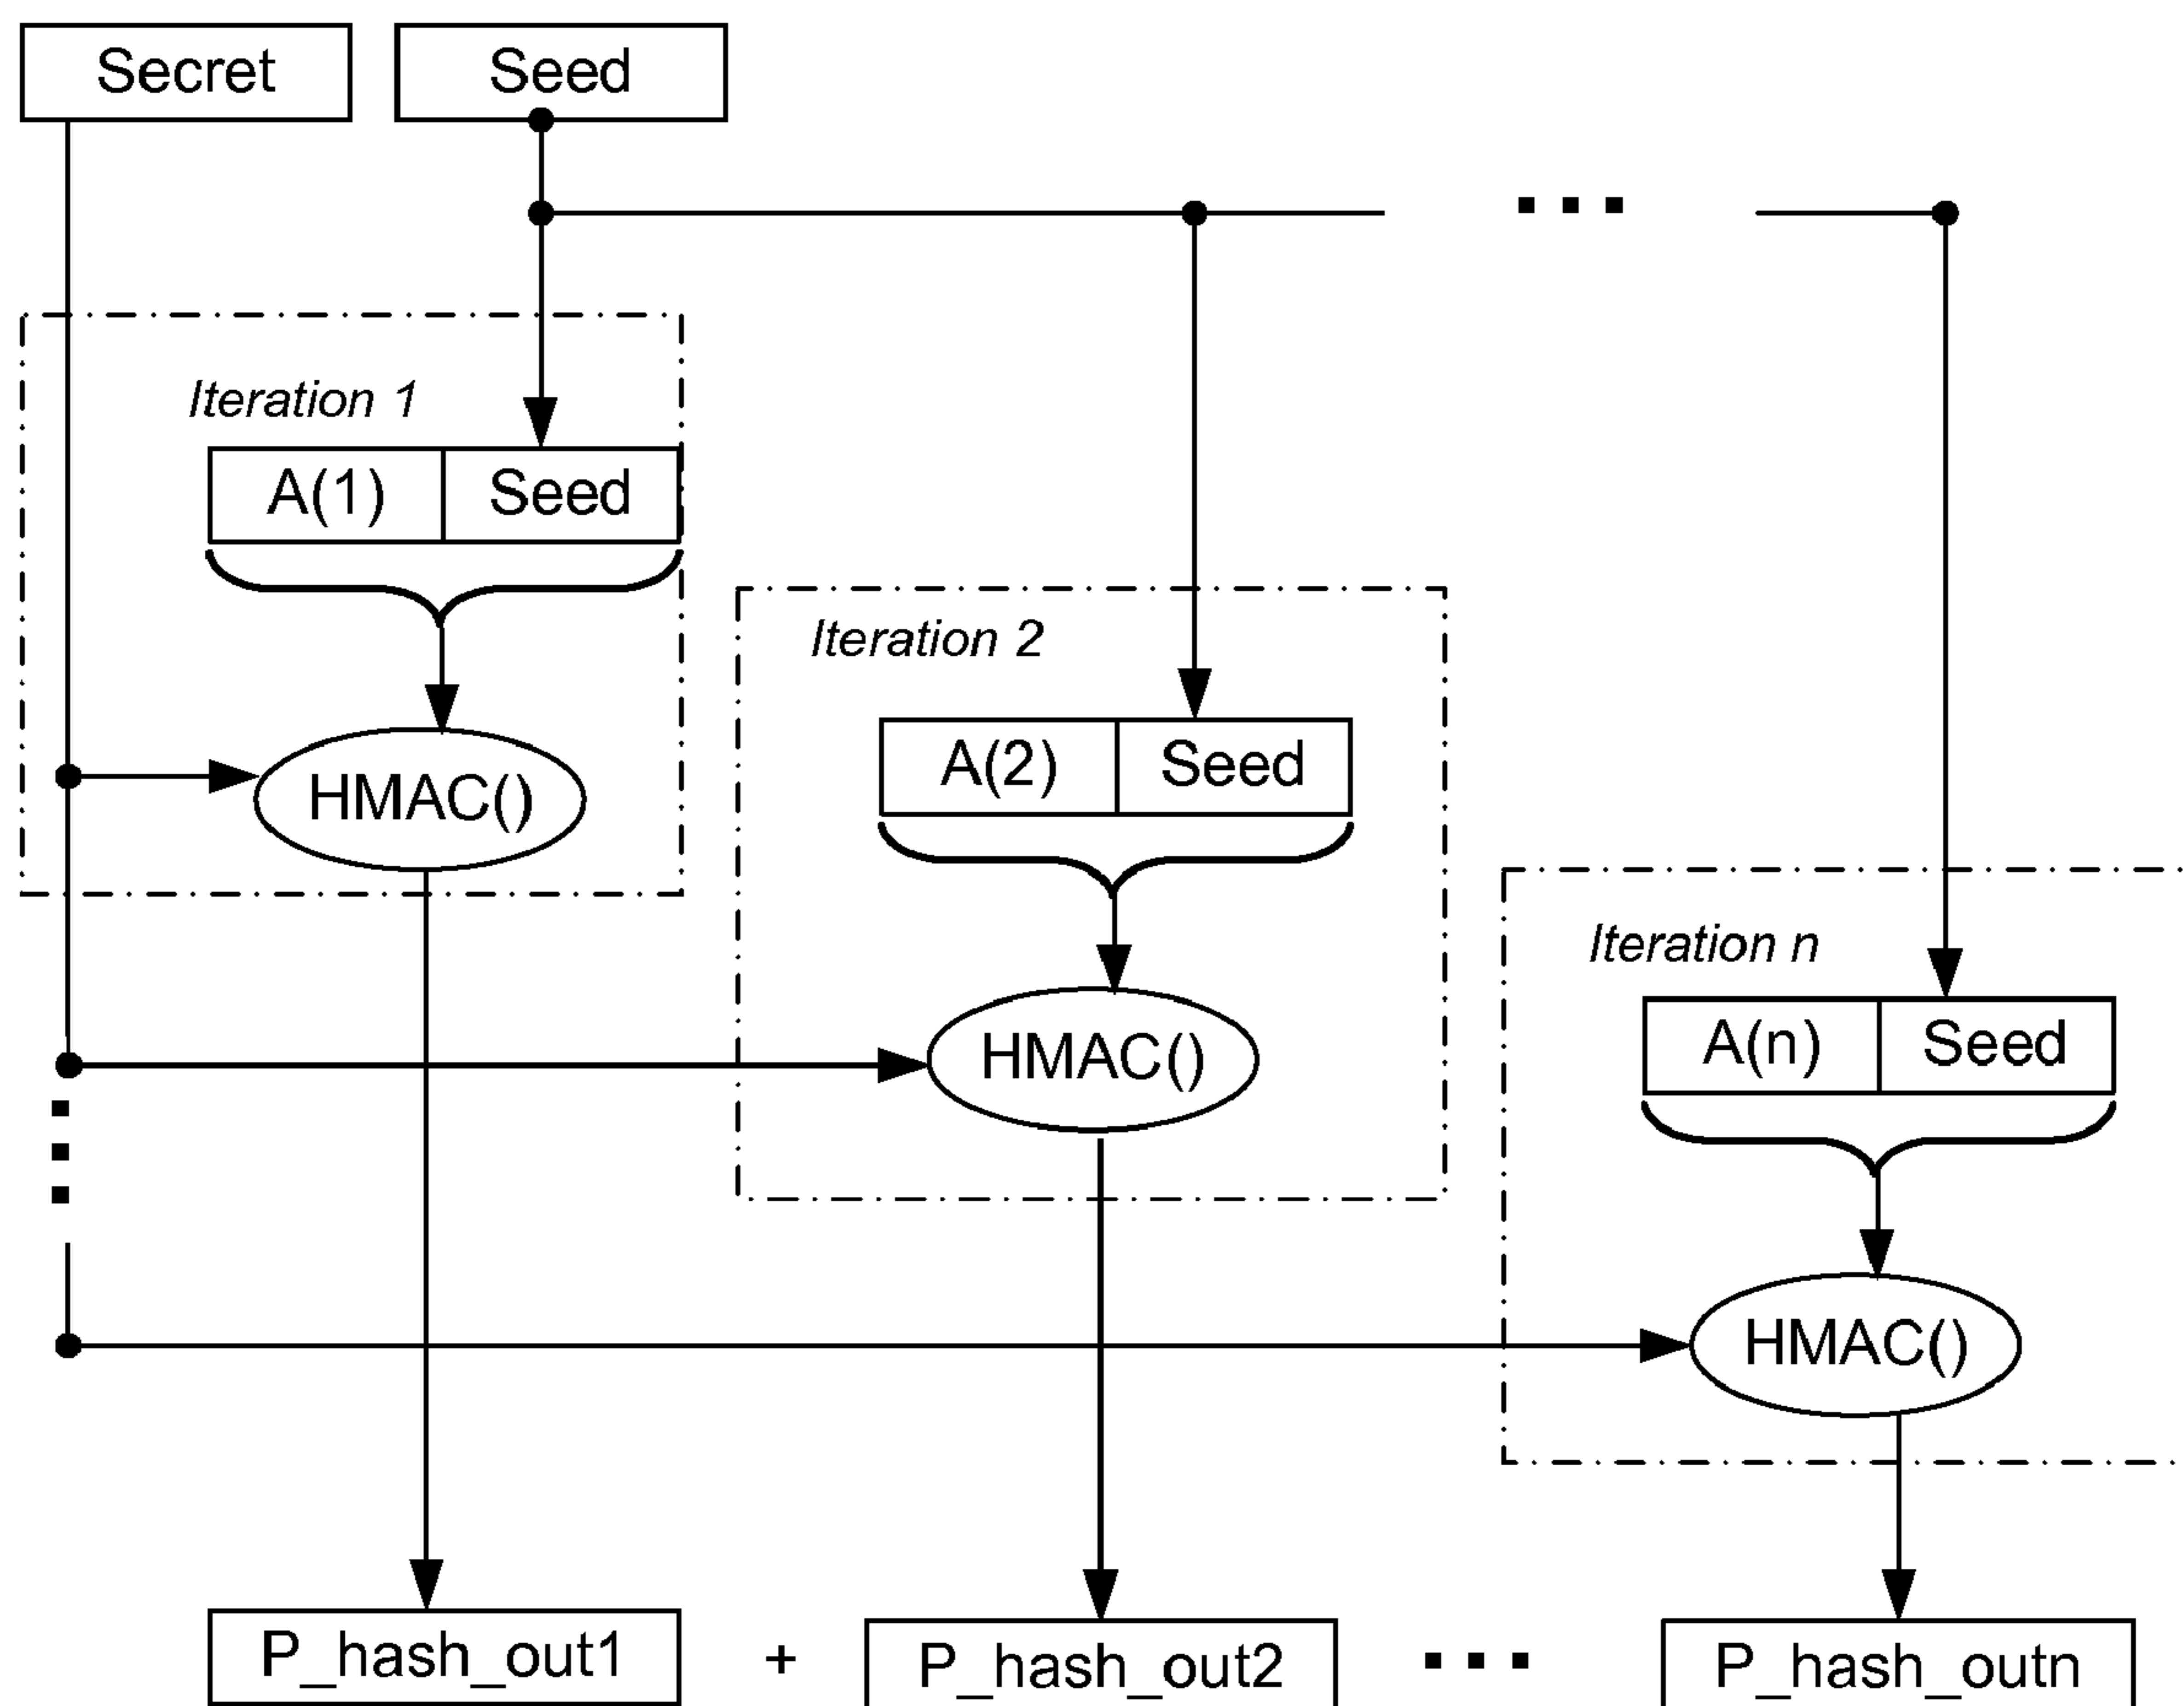 Secret
Seed
Iteration 1
A(1) Seed
HMAC()
Iteration 2
A(2) Seed
HMAC()
Iteration n
A(n) Seed
HMAC()
P_hash_out1 + P_hash_out2 ... P_hash_outn